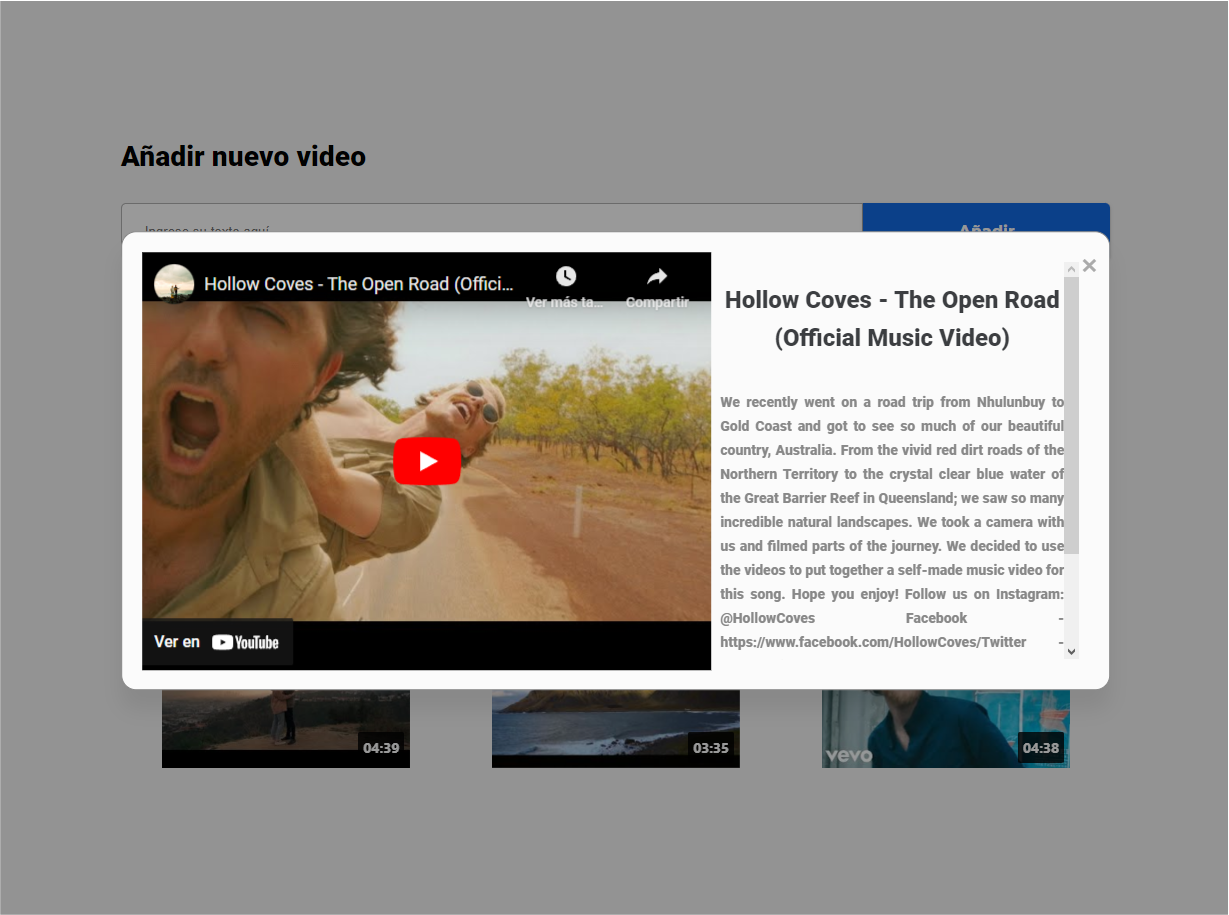 Añadir nuevo video
Ingrese su texto aquí
Añadir
Hollow Coves - The Open Road (Offici...
Ver más ta...
Compartir
Ver en YouTube
×
Hollow Coves - The Open Road
(Official Music Video)
We recently went on a road trip from Nhulunbuy to
Gold Coast and got to see so much of our beautiful
country, Australia. From the vivid red dirt roads of the
Northern Territory to the crystal clear blue water of
the Great Barrier Reef in Queensland; we saw so many
incredible natural landscapes. We took a camera with
us and filmed parts of the journey. We decided to use
the videos to put together a self-made music video for
this song. Hope you enjoy! Follow us on Instagram:
@HollowCoves Facebook -
https://www.facebook.com/HollowCoves/Twitter -
04:39
03:35
vevo
04:38